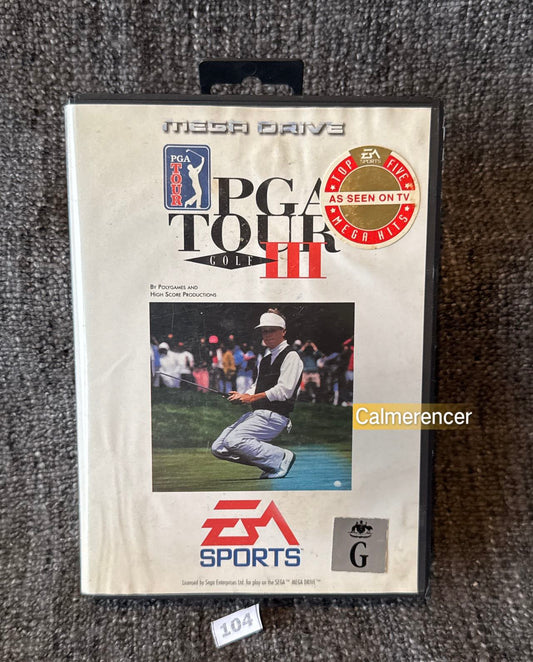 MEGA DRIVE
PGA
TOUR
PGA
TOUR
GOLF III
TOP FIVE
EA
SPORTS
AS SEEN ON TV
MEGA HITS
BY POLYGAMES AND
HIGH SCORE PRODUCTIONS
Calmerencer
EA
SPORTS™
G
Licensed by Sega Enterprises Ltd. for play on the SEGA™ MEGA DRIVE™
104